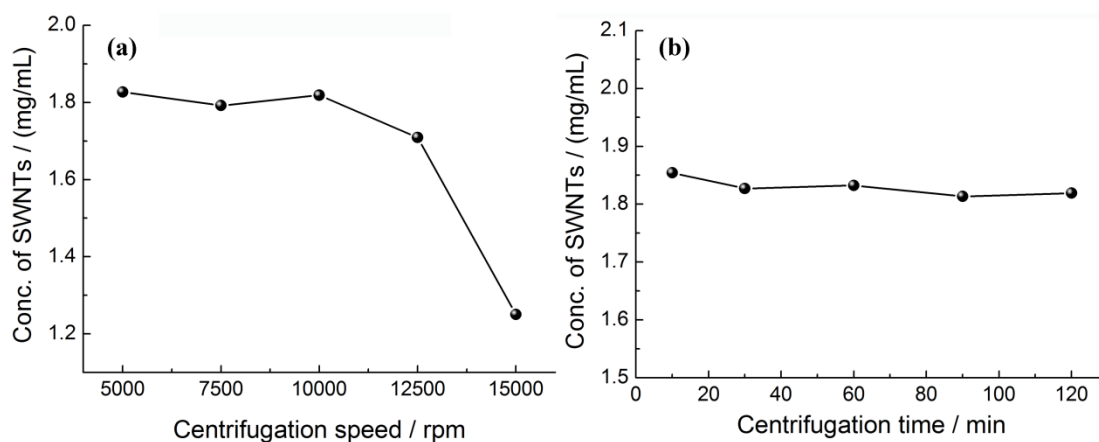 (a)
Conc. of SWNTs / (mg/mL)
2.0
1.8
1.6
1.4
1.2
5000 7500 10000 12500 15000
Centrifugation speed / rpm
(b)
Conc. of SWNTs / (mg/mL)
2.1
2.0
1.9
1.8
1.7
1.6
1.5
0 20 40 60 80 100 120
Centrifugation time / min